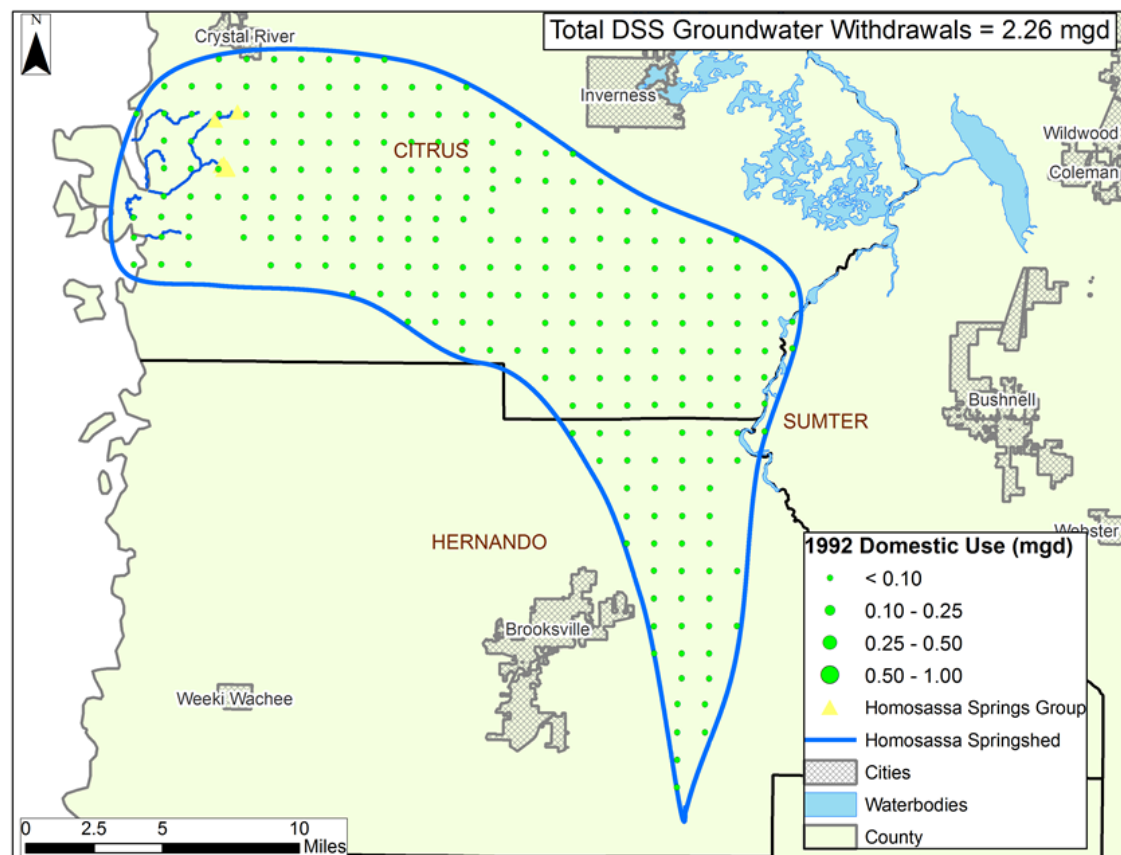 N
Crystal River
Total DSS Groundwater Withdrawals = 2.26 mgd
Inverness
Wildwood
Coleman
CITRUS
Bushnell
SUMTER
Webster
HERNANDO
Brooksville
Weeki Wachee
1992 Domestic Use (mgd)
< 0.10
0.10 - 0.25
0.25 - 0.50
0.50 - 1.00
Homosassa Springs Group
Homosassa Springshed
Cities
Waterbodies
County
0 2.5 5 10
Miles